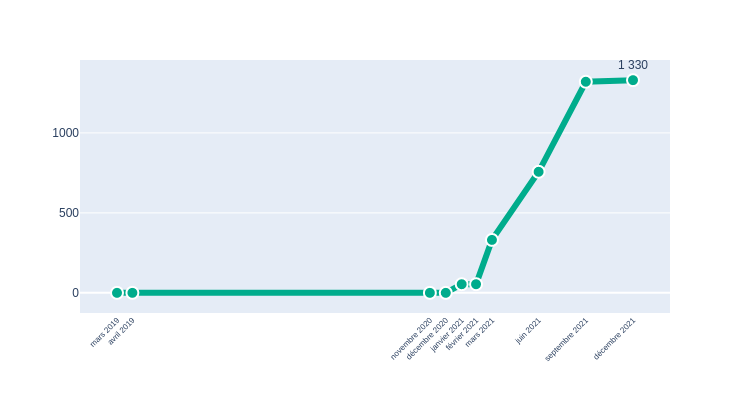 1 330
1000
500
0
mars 2019
avril 2019
novembre 2020
décembre 2020
janvier 2021
février 2021
mars 2021
juin 2021
septembre 2021
décembre 2021